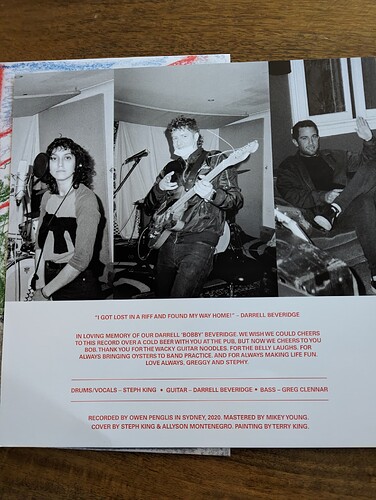 "I GOT LOST IN A RIFF AND FOUND MY WAY HOME!" – DARRELL BEVERIDGE
IN LOVING MEMORY OF OUR DARRELL 'BOBBY' BEVERIDGE. WE WISH WE COULD CHEERS
TO THIS RECORD OVER A COLD BEER WITH YOU AT THE PUB, BUT NOW WE CHEERS TO YOU
BOB. THANK YOU FOR THE WACKY GUITAR NOODLES. FOR THE BELLY LAUGHS. FOR
ALWAYS BRINGING OYSTERS TO BAND PRACTICE. AND FOR ALWAYS MAKING LIFE FUN.
LOVE ALWAYS, GREGGY AND STEPHY.
DRUMS/VOCALS – STEPH KING • GUITAR – DARRELL BEVERIDGE • BASS – GREG CLENNAR
RECORDED BY OWEN PENGLIS IN SYDNEY, 2020. MASTERED BY MIKEY YOUNG.
COVER BY STEPH KING & ALLYSON MONTENEGRO. PAINTING BY TERRY KING.